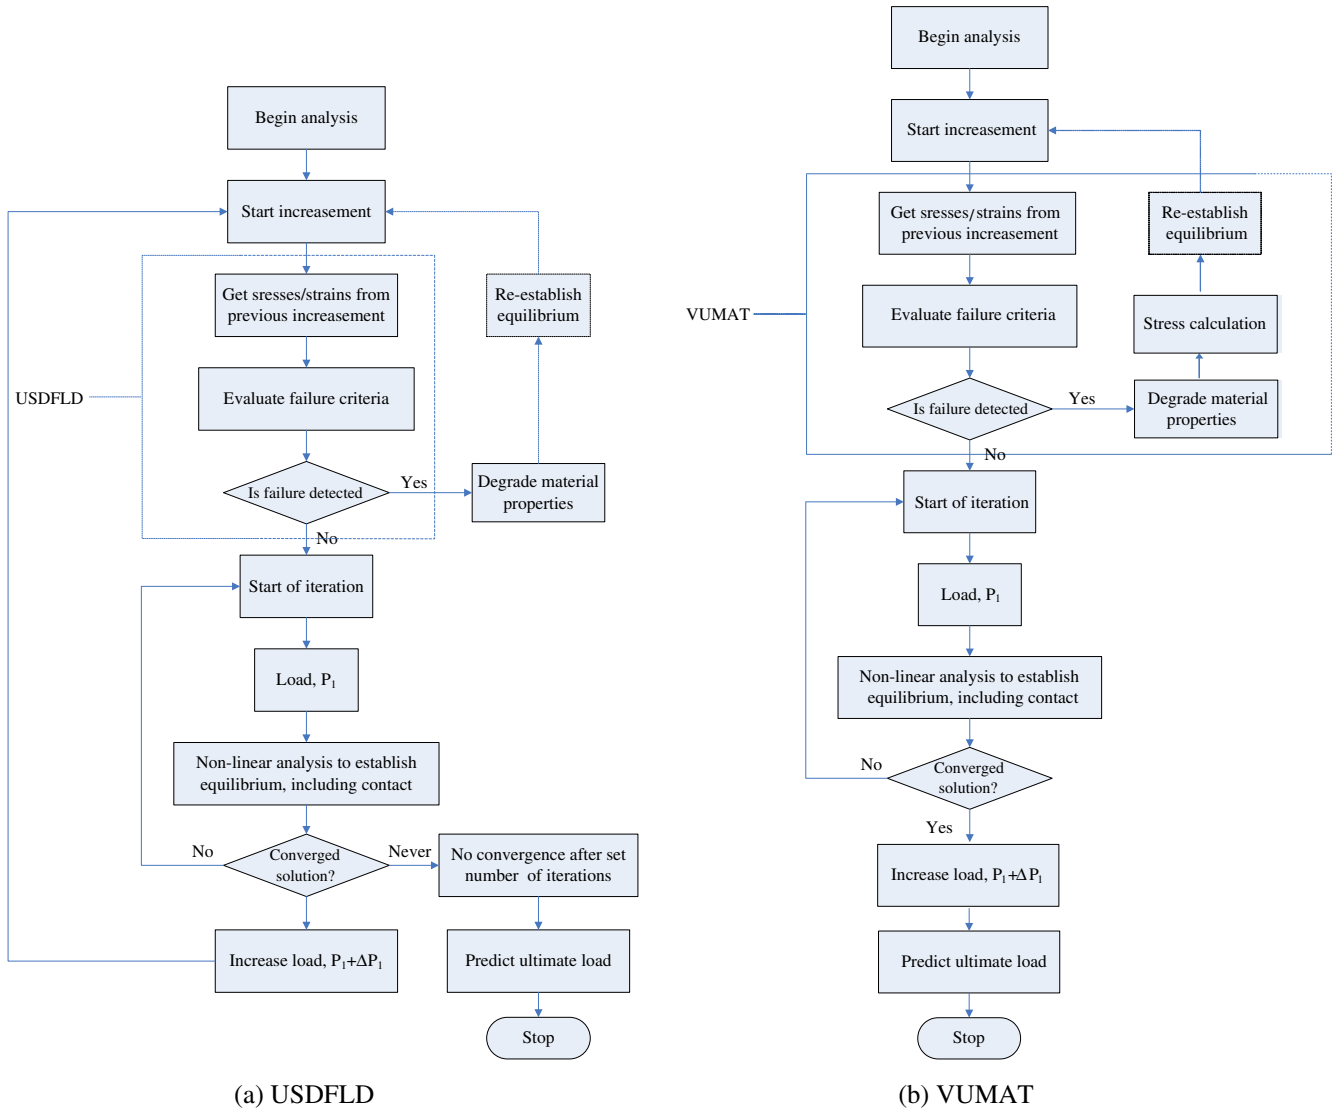 Begin analysis
Start increasement
Get sresses/strains from
previous increasement
Re-establish
equilibrium
USDFLD
Evaluate failure criteria
Is failure detected
Yes
Degrade material
properties
No
Start of iteration
Load, P₁
Non-linear analysis to establish
equilibrium, including contact
No
Converged
solution?
Never
No convergence after set
number of iterations
Increase load, P₁+ΔP₁
Predict ultimate load
Stop
(a) USDFLD
Begin analysis
Start increasement
Get sresses/strains from
previous increasement
Re-establish
equilibrium
VUMAT
Evaluate failure criteria
Stress calculation
Is failure detected
Yes
Degrade material
properties
No
Start of iteration
Load, P₁
Non-linear analysis to establish
equilibrium, including contact
No
Converged
solution?
Yes
Increase load, P₁+ΔP₁
Predict ultimate load
Stop
(b) VUMAT